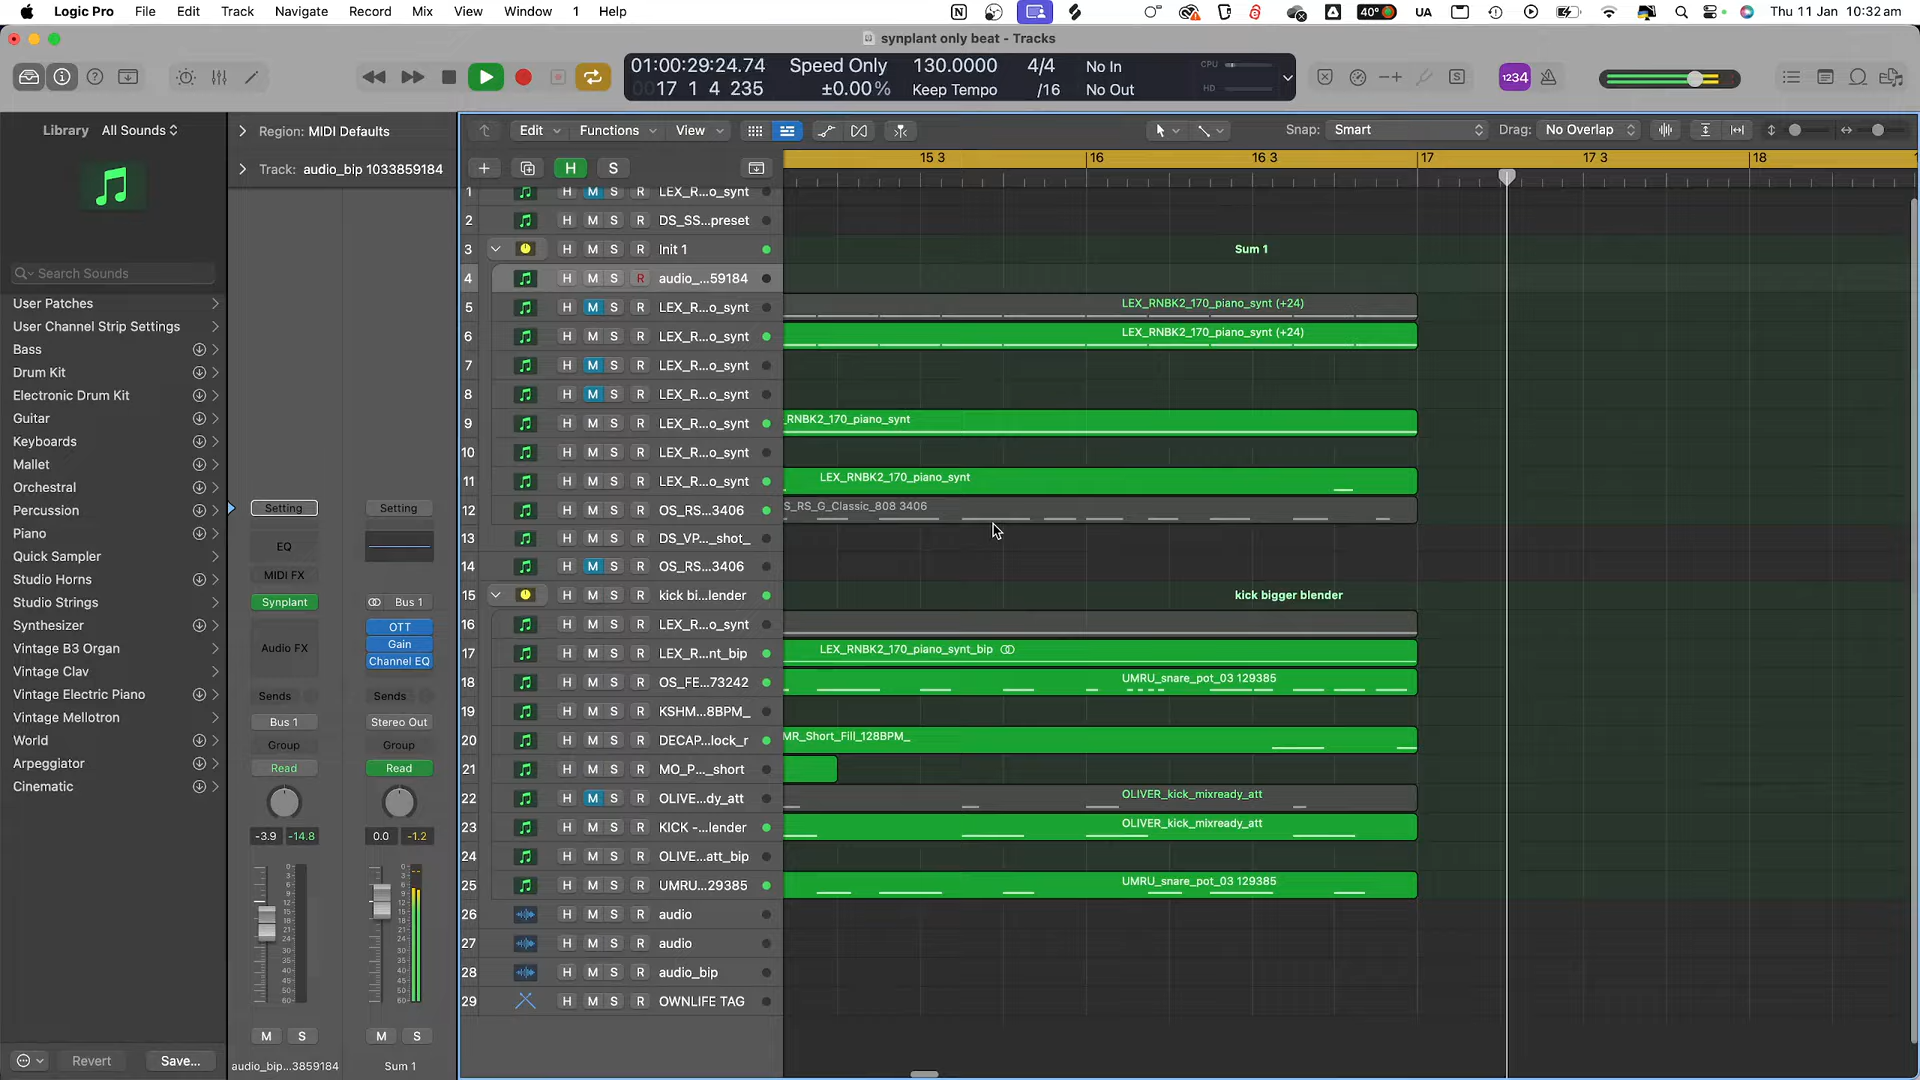 Logic Pro File Edit Track Navigate Record Mix View Window 1 Help 40° UA Thu 11 Jan 10:32 am
synplant only beat - Tracks
01:00:29:24.74 Speed Only 130.0000 4/4 No In CPU
0017 1 4 235 ±0.00% Keep Tempo /16 No Out HD
1234
Library All Sounds
Region: MIDI Defaults
Track: audio_bip 1033859184
Edit Functions View Snap: Smart Drag: No Overlap
H S
15 3 16 16 3 17 17 3 18
Search Sounds
User Patches
User Channel Strip Settings
Bass
Drum Kit
Electronic Drum Kit
Guitar
Keyboards
Mallet
Orchestral
Percussion
Piano
Quick Sampler
Studio Horns
Studio Strings
Synthesizer
Vintage B3 Organ
Vintage Clav
Vintage Electric Piano
Vintage Mellotron
World
Arpeggiator
Cinematic
Revert Save...
Setting Setting
EQ
MIDI FX
Synplant Bus 1
OTT
Audio FX Gain
Channel EQ
Sends Sends
Bus 1 Stereo Out
Group Group
Read Read
-3.9 -14.8 0.0 -1.2
M S M S
audio_bip...3859184 Sum 1
1 H M S R LEX_R...o_synt
2 H M S R DS_SS...preset
3 H M S R Init 1 Sum 1
4 H M S R audio_...59184
5 H M S R LEX_R...o_synt LEX_RNBK2_170_piano_synt (+24)
6 H M S R LEX_R...o_synt LEX_RNBK2_170_piano_synt (+24)
7 H M S R LEX_R...o_synt
8 H M S R LEX_R...o_synt
9 H M S R LEX_R...o_synt _RNBK2_170_piano_synt
10 H M S R LEX_R...o_synt
11 H M S R LEX_R...o_synt LEX_RNBK2_170_piano_synt
12 H M S R OS_RS...3406 S_RS_G_Classic_808 3406
13 H M S R DS_VP..._shot_
14 H M S R OS_RS...3406
15 H M S R kick bi...lender kick bigger blender
16 H M S R LEX_R...o_synt
17 H M S R LEX_R...nt_bip LEX_RNBK2_170_piano_synt_bip
18 H M S R OS_FE...73242 UMRU_snare_pot_03 129385
19 H M S R KSHM...8BPM_
20 H M S R DECAP...lock_r MR_Short_Fill_128BPM_
21 H M S R MO_P..._short
22 H M S R OLIVE...dy_att OLIVER_kick_mixready_att
23 H M S R KICK -...lender OLIVER_kick_mixready_att
24 H M S R OLIVE...att_bip
25 H M S R UMRU...29385 UMRU_snare_pot_03 129385
26 H M S R audio
27 H M S R audio
28 H M S R audio_bip
29 H M S R OWNLIFE TAG